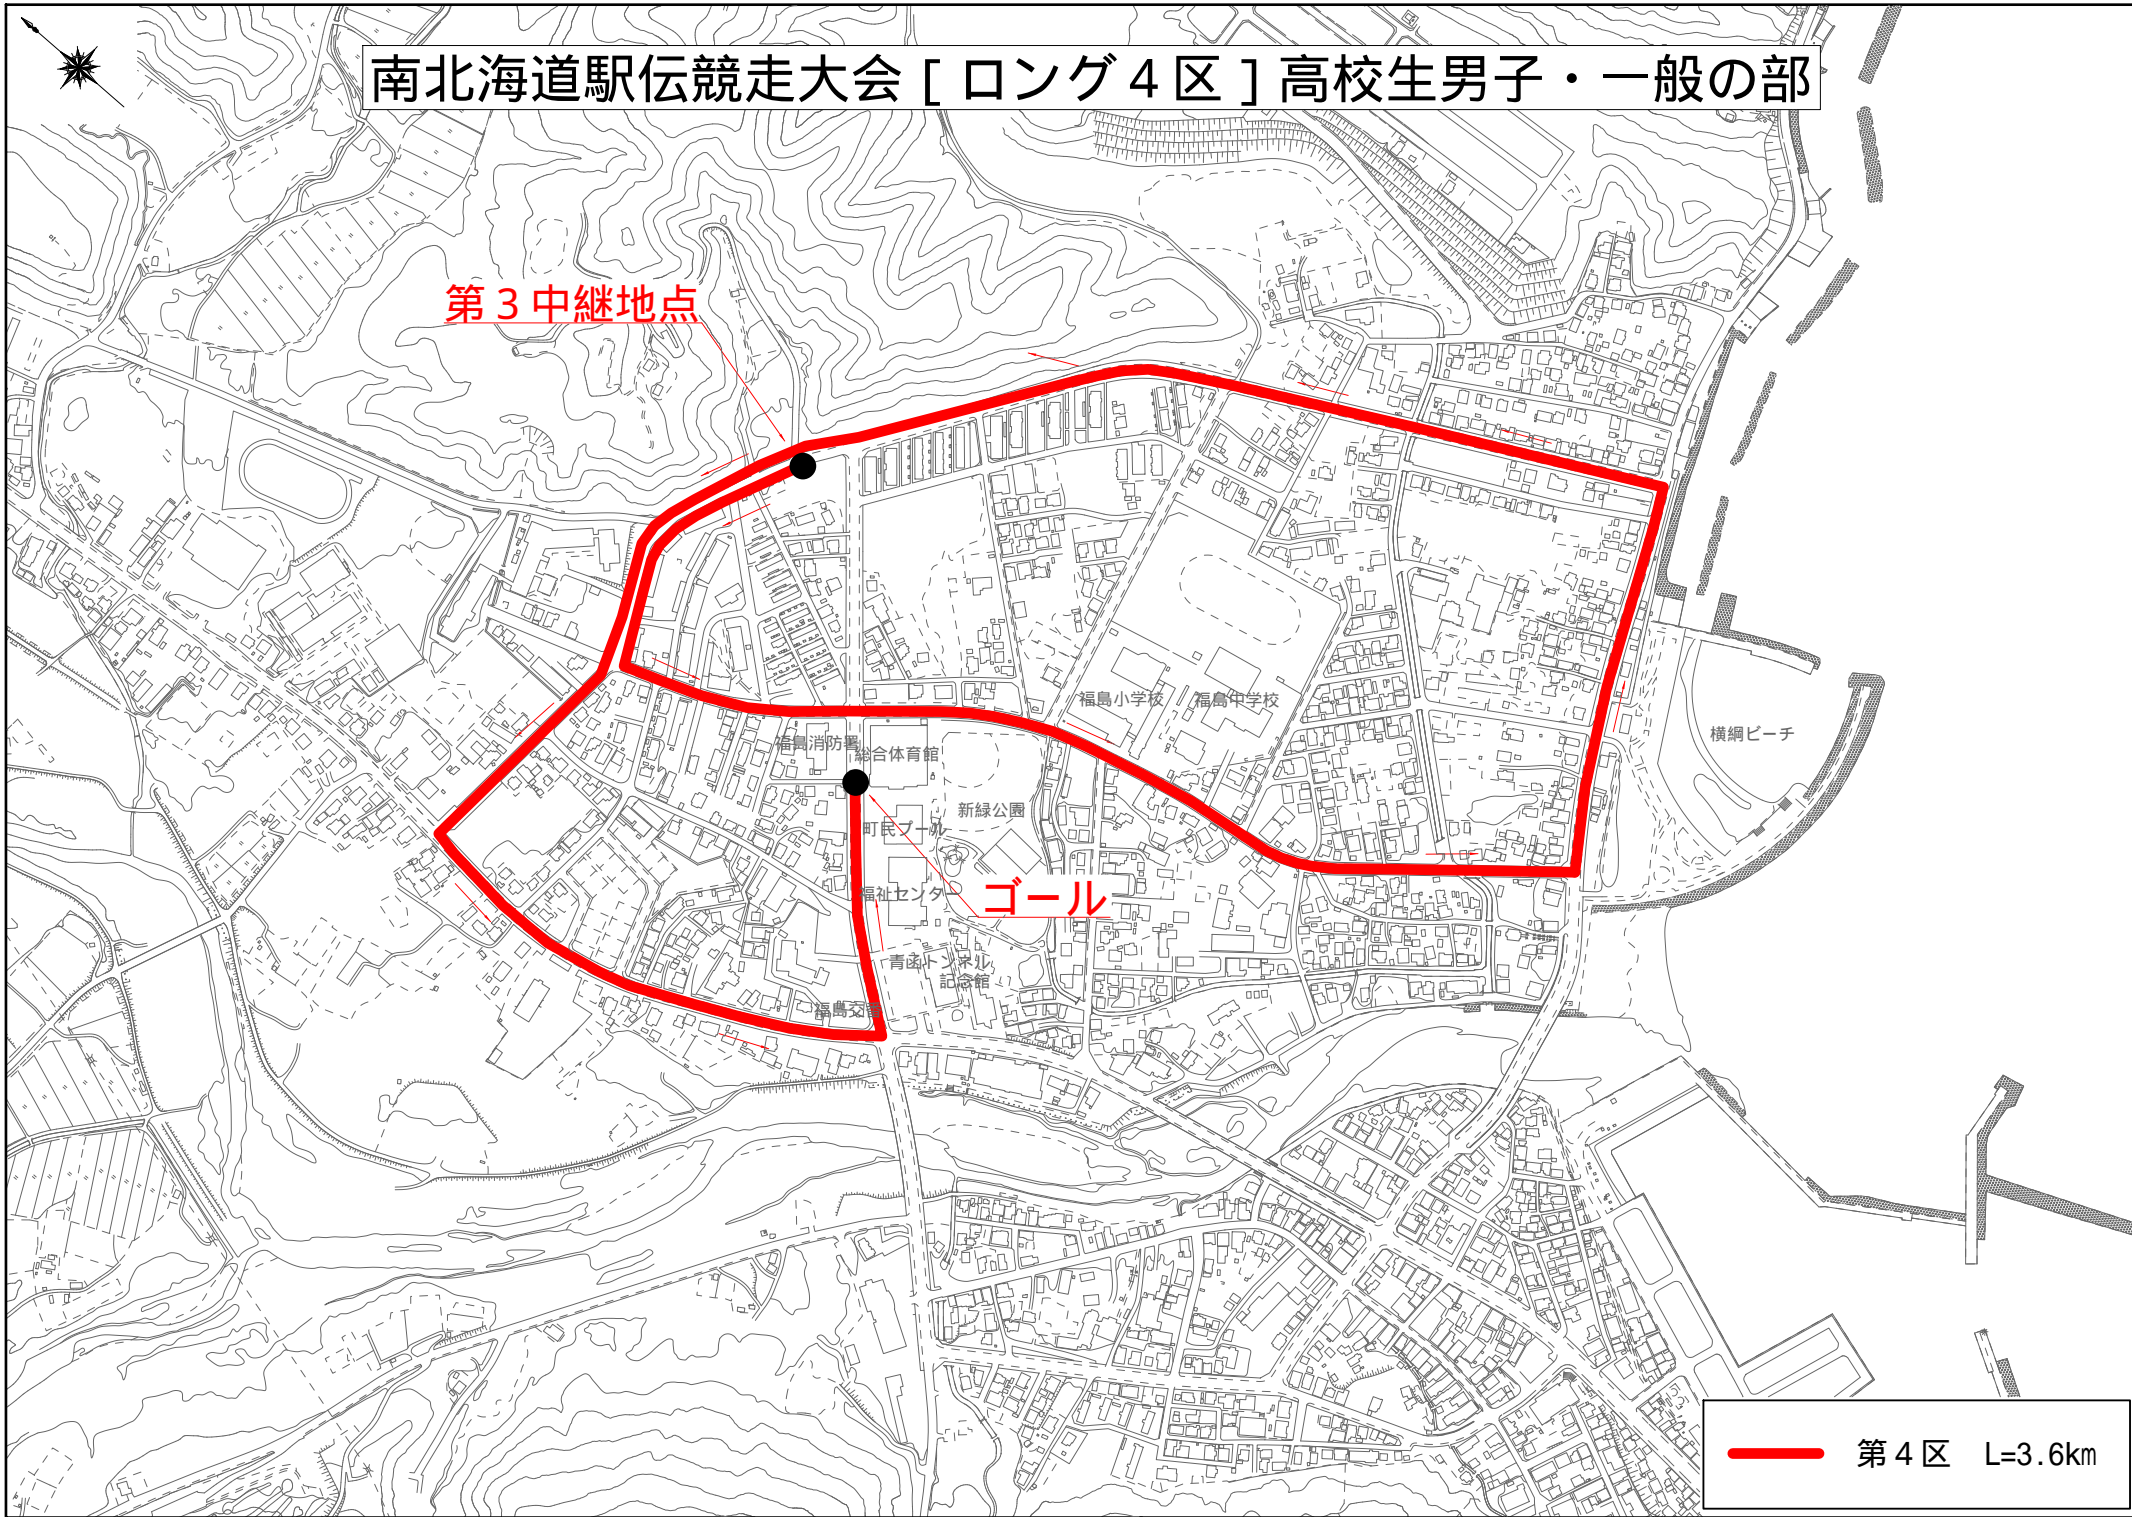 南北海道駅伝競走大会［ロング４区］高校生男子・一般の部
第３中継地点
福島小学校
福島中学校
横綱ビーチ
福島消防署
総合体育館
新緑公園
町民プール
福祉センタ
ゴール
青函トンネル
記念館
福島交番
第４区　L=3.6km